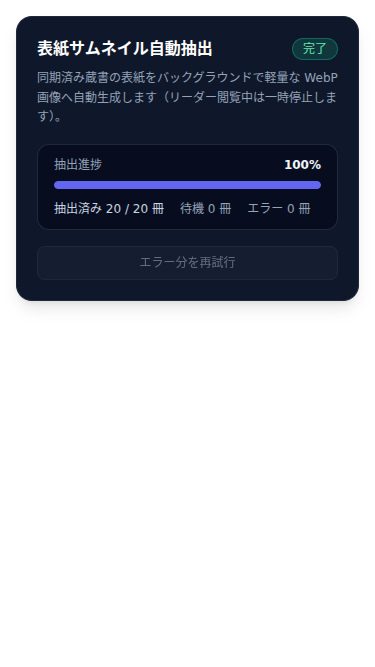 表紙サムネイル自動抽出
完了
同期済み蔵書の表紙をバックグラウンドで軽量な WebP
画像へ自動生成します（リーダー閲覧中は一時停止しま
す）。
抽出進捗
100%
抽出済み 20 / 20 冊 待機 0 冊 エラー 0 冊
エラー分を再試行